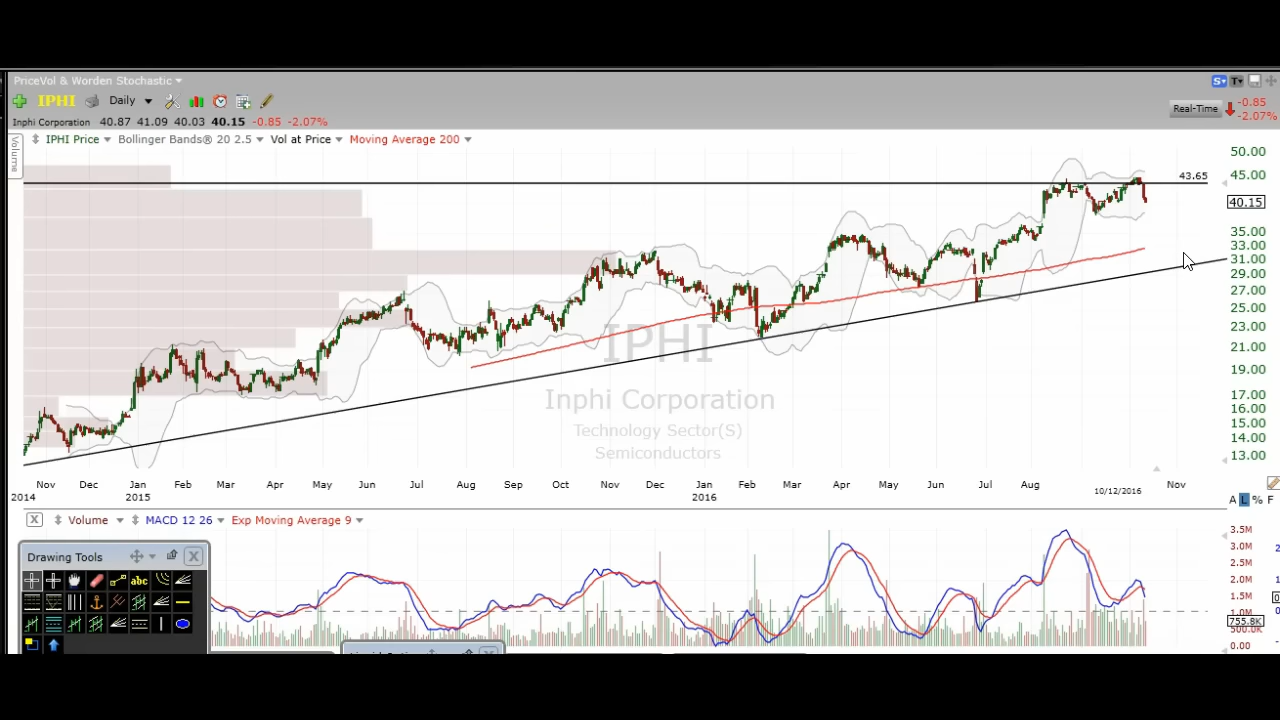 PriceVol & Worden Stochastic
IPHI Daily
Real-Time -0.85
-2.07%
Inphi Corporation 40.87 41.09 40.03 40.15 -0.85 -2.07%
Volume
IPHI Price Bollinger Bands® 20 2.5 Vol at Price Moving Average 200
50.00
43.65
45.00
40.15
35.00
33.00
31.00
29.00
27.00
25.00
23.00
21.00
19.00
17.00
16.00
15.00
14.00
13.00
IPHI
Inphi Corporation
Technology Sector(S)
Semiconductors
Nov Dec Jan Feb Mar Apr May Jun Jul Aug Sep Oct Nov Dec Jan Feb Mar Apr May Jun Jul Aug 10/12/2016 Nov
2014 2015 2016
A L % F
X Volume MACD 12 26 Exp Moving Average 9
3.5M
3.0M
2.5M
2.0M
1.5M
1.0M
755.8K
500.0K
0.00
Drawing Tools
abc